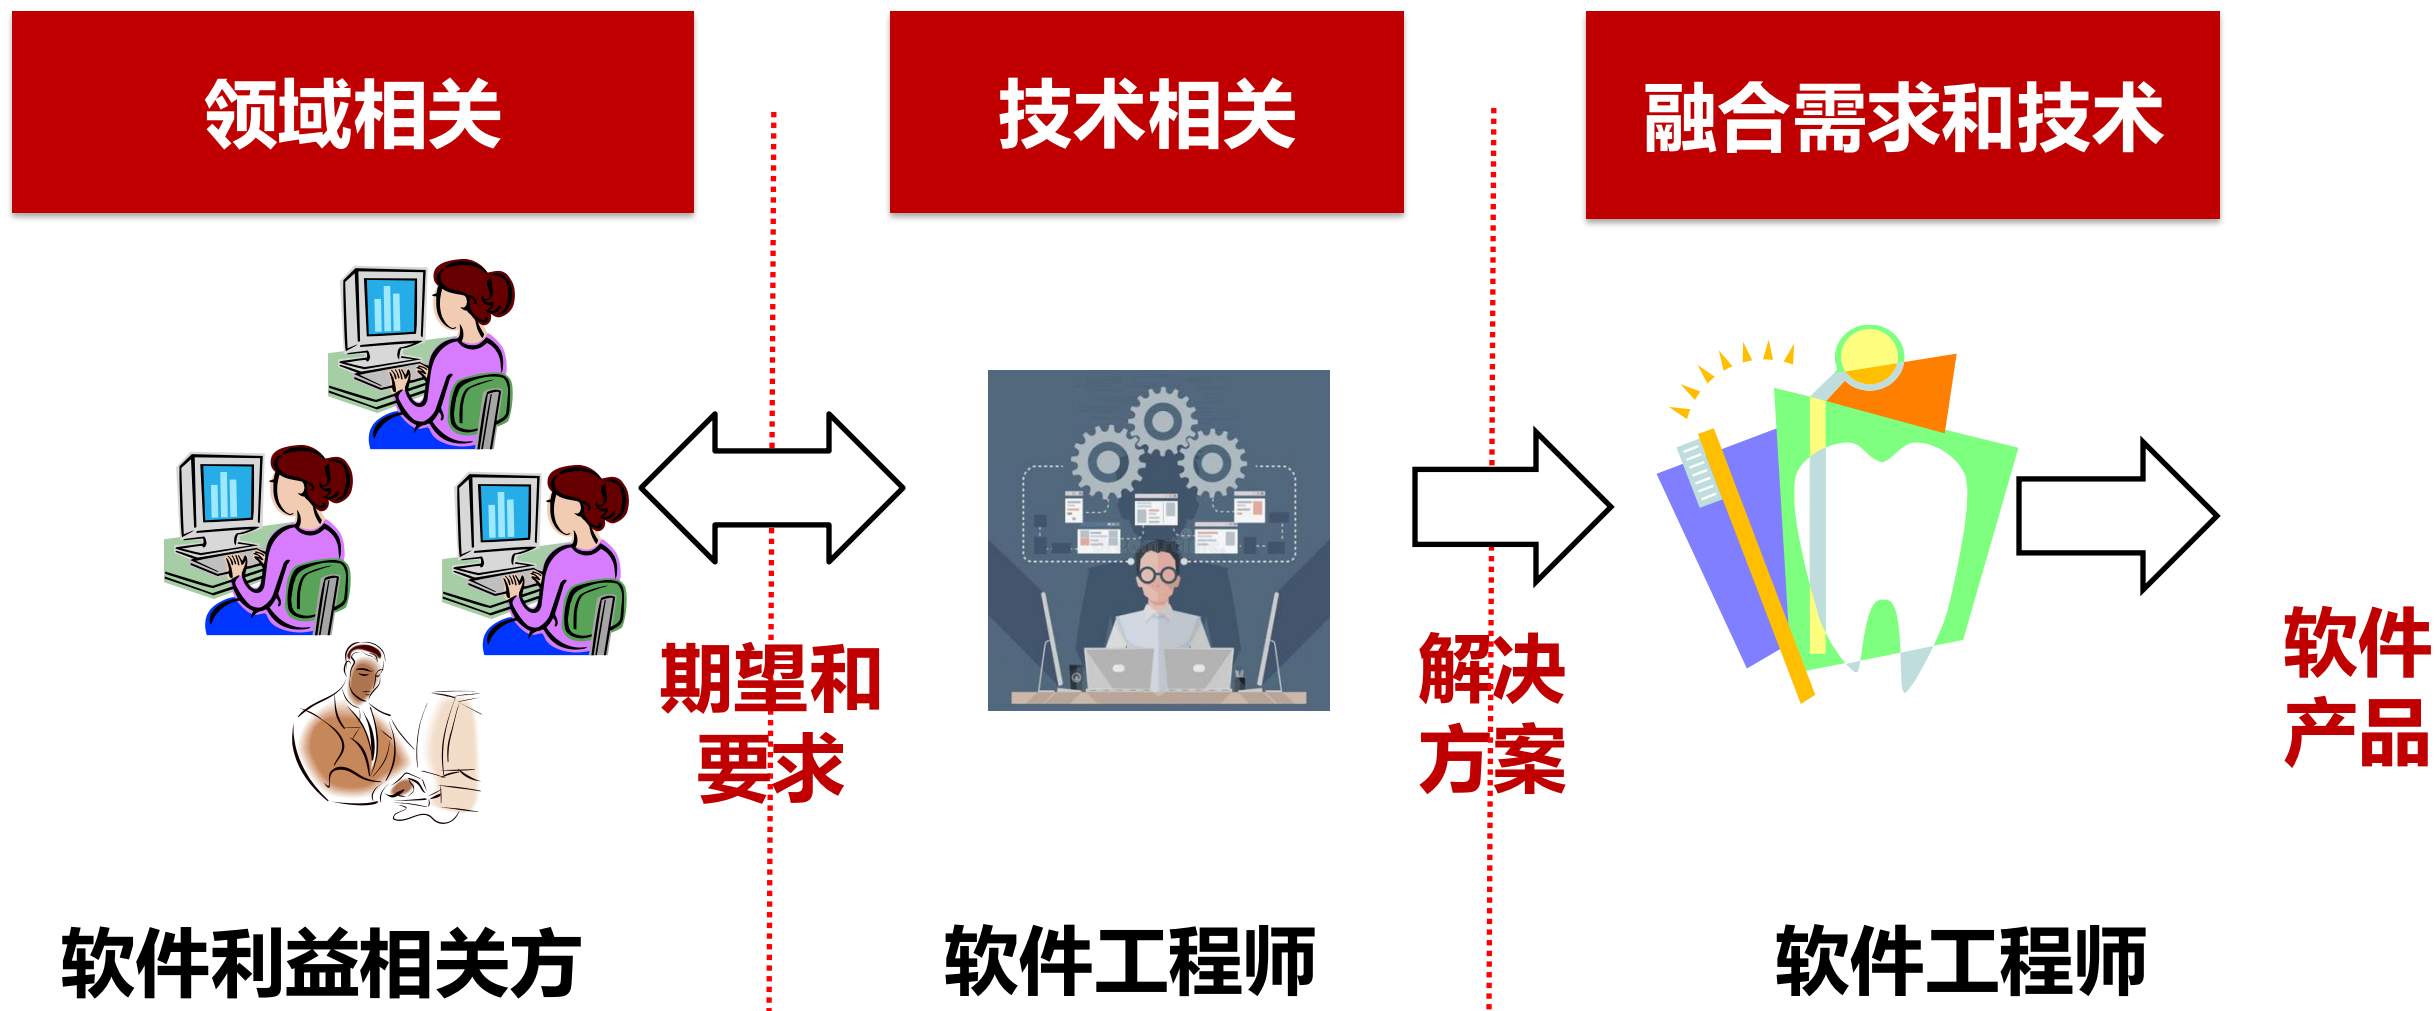 领域相关
技术相关
融合需求和技术
期望和
要求
解决
方案
软件
产品
软件利益相关方
软件工程师
软件工程师